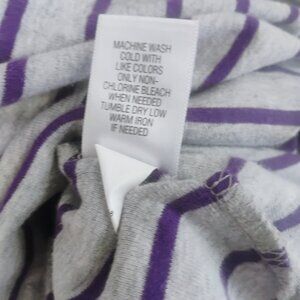 MACHINE WASH
COLD WITH
LIKE COLORS
ONLY NON-
CHLORINE BLEACH
WHEN NEEDED
TUMBLE DRY LOW
WARM IRON
IF NEEDED